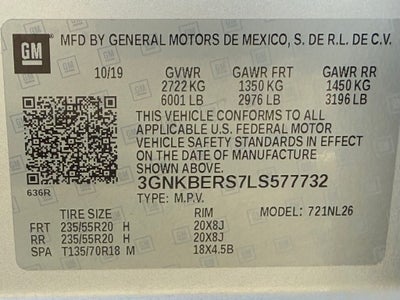 GM MFD BY GENERAL MOTORS DE MEXICO, S. DE R.L. DE C.V.
10/19 GVWR GAWR FRT GAWR RR
2722 KG 1350 KG 1450 KG
6001 LB 2976 LB 3196 LB
THIS VEHICLE CONFORMS TO ALL
APPLICABLE U.S. FEDERAL MOTOR
VEHICLE SAFETY STANDARDS IN EFFECT
ON THE DATE OF MANUFACTURE
SHOWN ABOVE.
3GNKBERS7LS577732
636R TYPE: M.P.V.
TIRE SIZE RIM MODEL: 721NL26
FRT 235/55R20 H 20X8J
RR 235/55R20 H 20X8J
SPA T135/70R18 M 18X4.5B